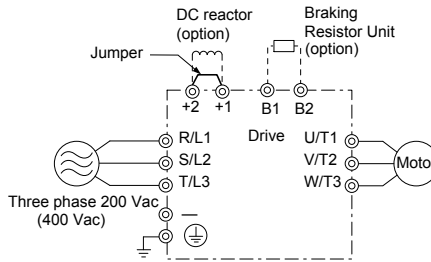 DC reactor
(option)
Braking
Resistor Unit
(option)
Jumper
+2
+1
B1
B2
R/L1
Drive
U/T1
S/L2
V/T2
Moto
T/L3
W/T3
Three phase 200 Vac
(400 Vac)
−